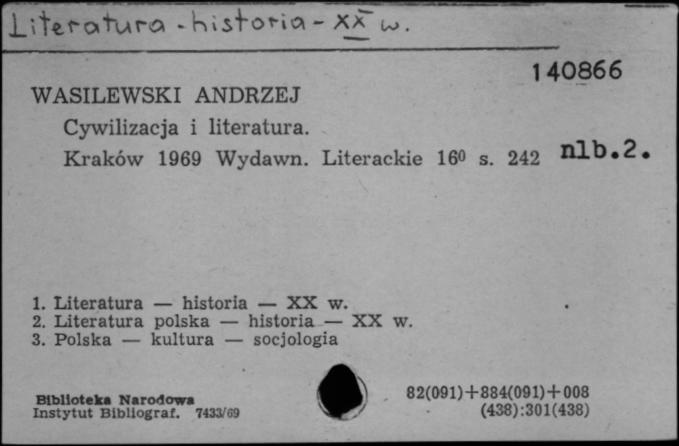 Literatura - historia - XX w.
140866
WASILEWSKI ANDRZEJ
Cywilizacja i literatura.
Kraków 1969 Wydawn. Literackie 16⁰ s. 242 nlb.2.
1. Literatura — historia — XX w.
2. Literatura polska — historia — XX w.
3. Polska — kultura — socjologia
Biblioteka Narodowa
Instytut Bibliograf. 7433/69
82(091)+884(091)+008
(438):301(438)